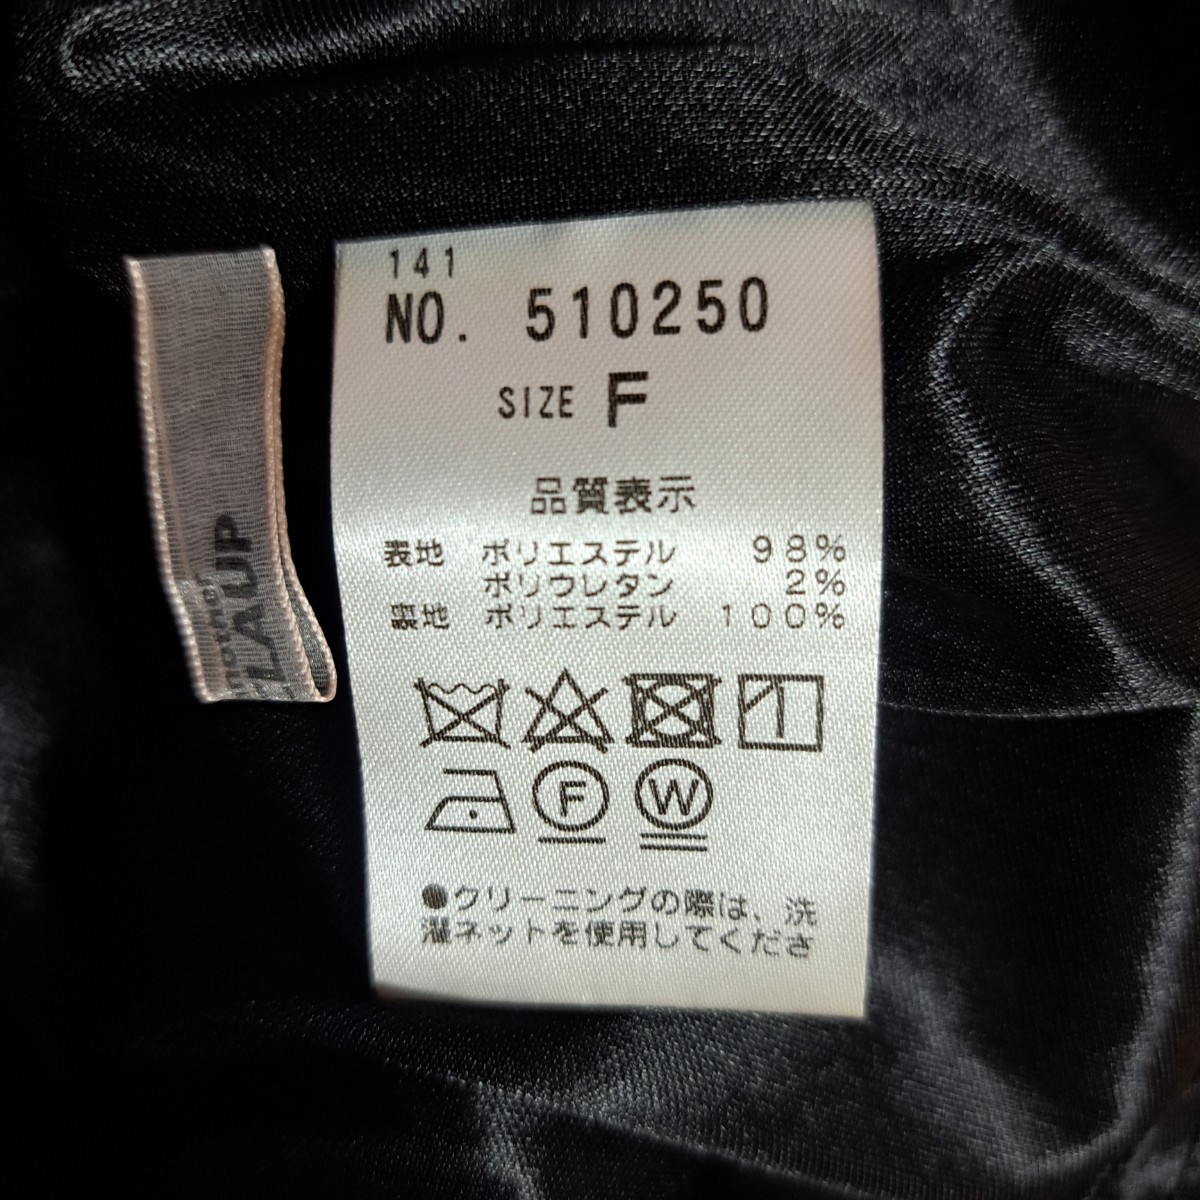 141
NO. 510250
SIZE F
品質表示
表地 ポリエステル 98%
ポリウレタン 2%
裏地 ポリエステル 100%
F W
●クリーニングの際は、洗
濯ネットを使用してくださ